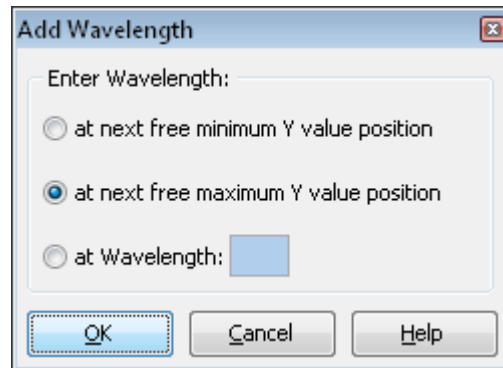 Add Wavelength
Enter Wavelength:
at next free minimum Y value position
at next free maximum Y value position
at Wavelength:
OK Cancel Help